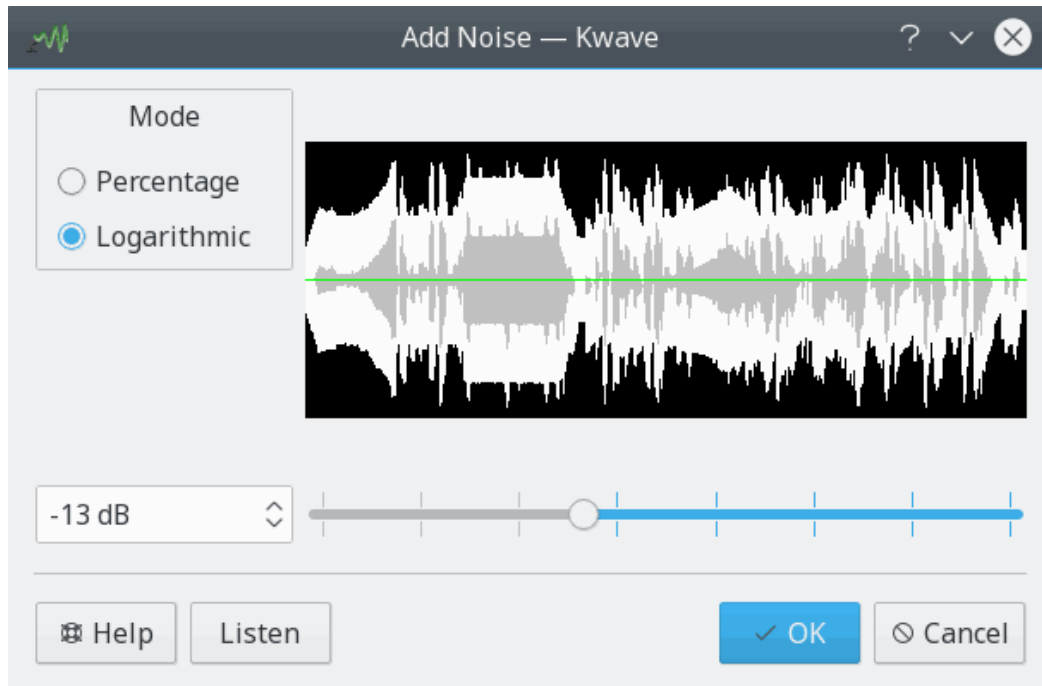 Add Noise — Kwave
Mode
Percentage
Logarithmic
-13 dB
Help
Listen
OK
Cancel